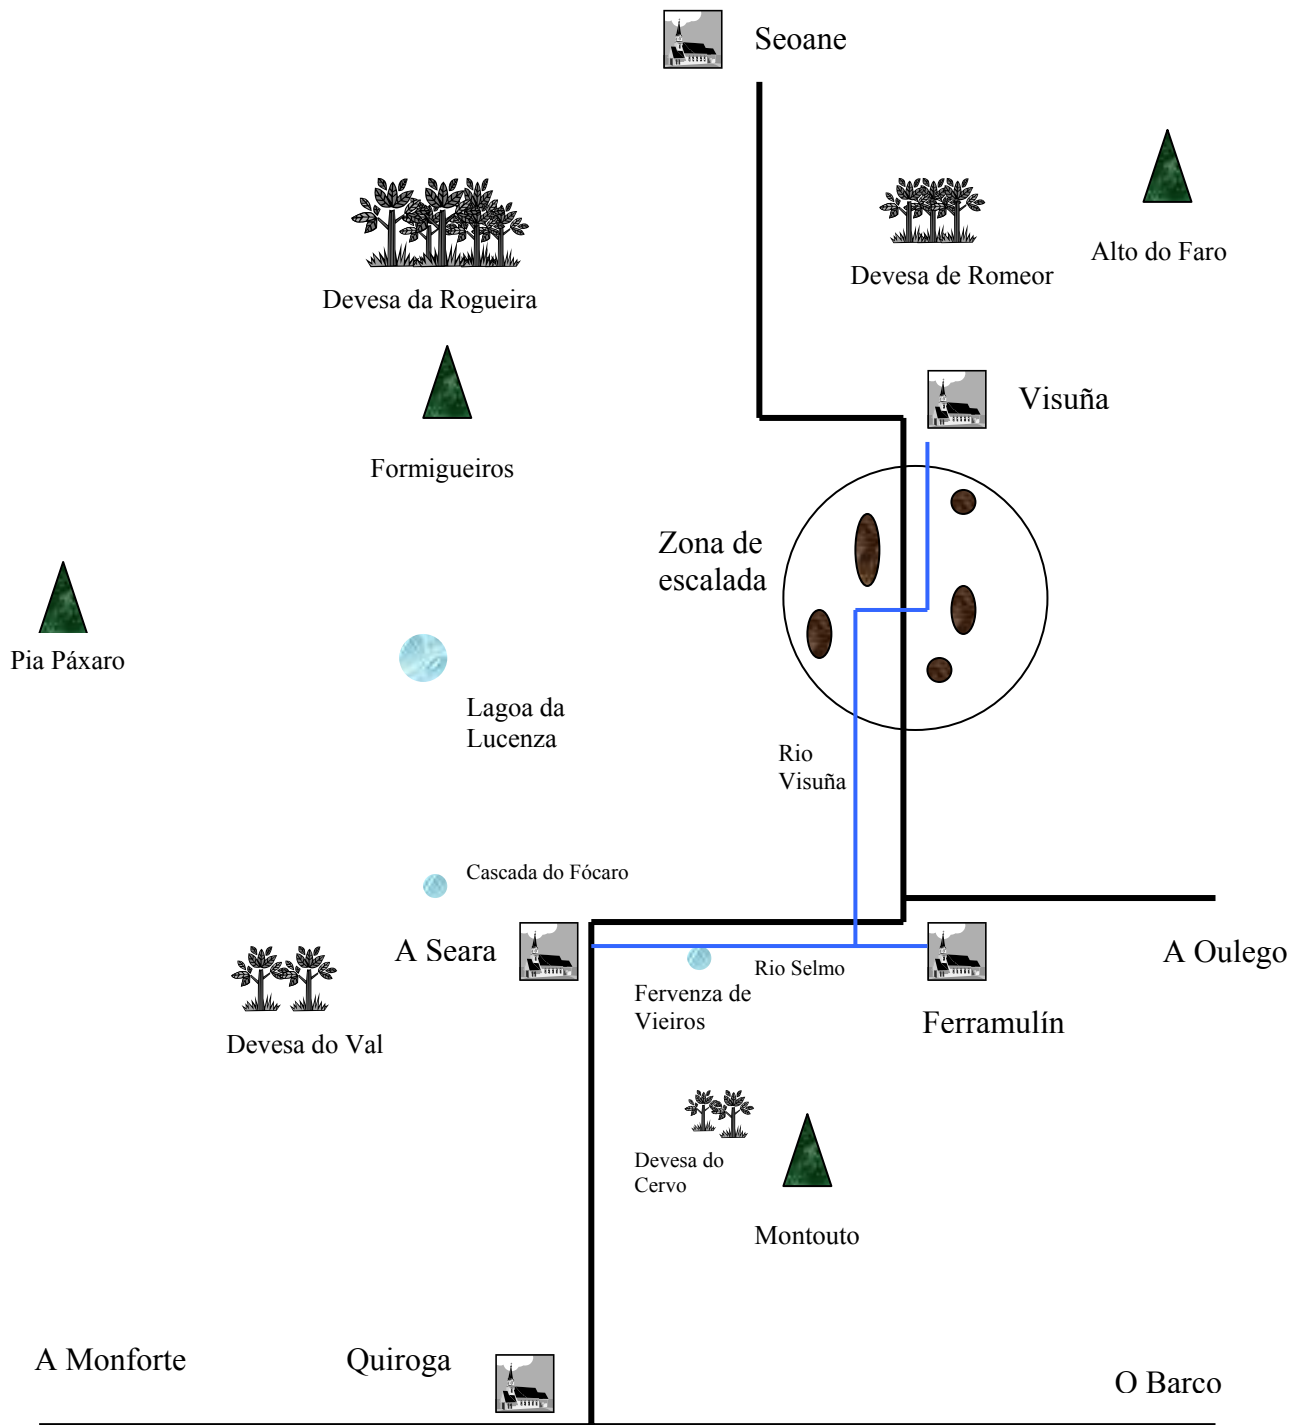 Seoane
Alto do Faro
Devesa de Romeor
Devesa da Rogueira
Visuña
Formigueiros
Zona de
escalada
Pia Páxaro
Lagoa da
Lucenza
Rio
Visuña
Cascada do Fócaro
A Seara
A Oulego
Rio Selmo
Fervenza de
Vieiros
Ferramulín
Devesa do Val
Devesa do
Cervo
Montouto
A Monforte
Quiroga
O Barco